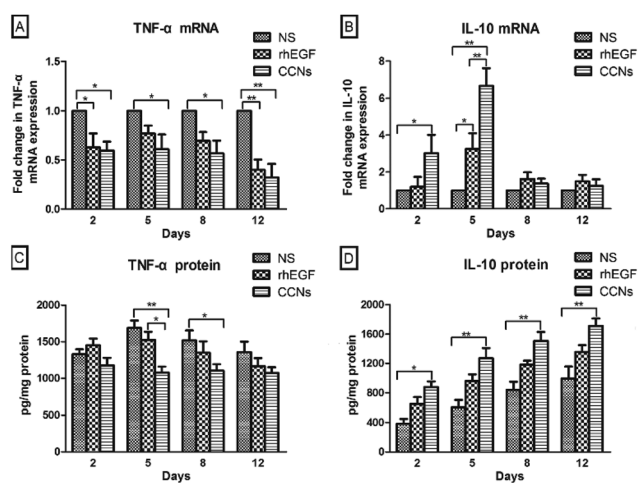 A
TNF-α mRNA
NS
rhEGF
CCNs
Fold change in TNF-α
mRNA expression
1.5
1.0
0.5
0.0
*
*
*
*
**
**
2 5 8 12
Days
B
IL-10 mRNA
NS
rhEGF
CCNs
Fold change in IL-10
mRNA expression
8
6
4
2
0
*
**
**
*
2 5 8 12
Days
C
TNF-α protein
NS
rhEGF
CCNs
pg/mg protein
2000
1500
1000
500
0
**
*
*
2 5 8 12
Days
D
IL-10 protein
NS
rhEGF
CCNs
pg/mg protein
2000
1600
1200
800
400
0
*
**
**
**
2 5 8 12
Days